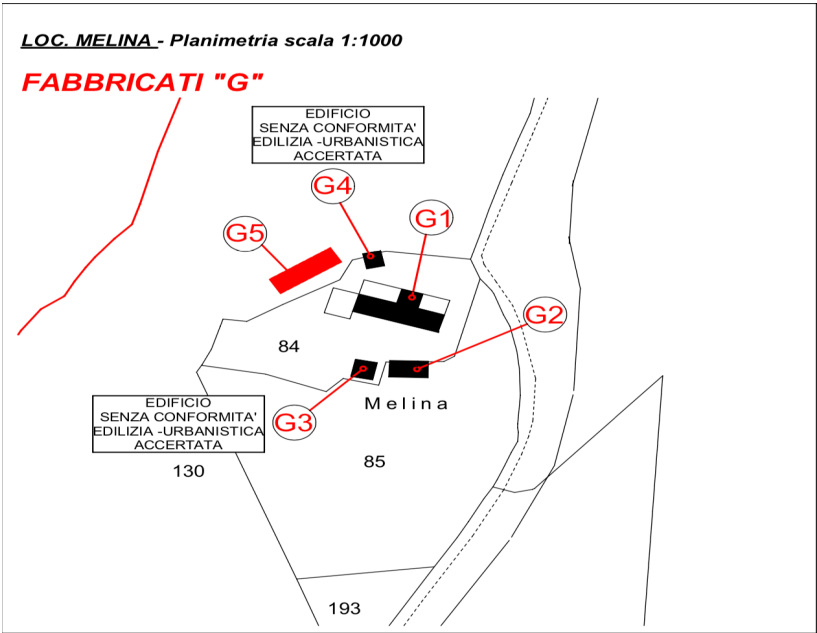 LOC. MELINA - Planimetria scala 1:1000
FABBRICATI "G"
EDIFICIO
SENZA CONFORMITA'
EDILIZIA -URBANISTICA
ACCERTATA
G4
G1
G5
G2
84
Melina
EDIFICIO
SENZA CONFORMITA'
EDILIZIA -URBANISTICA
ACCERTATA
G3
130
85
193